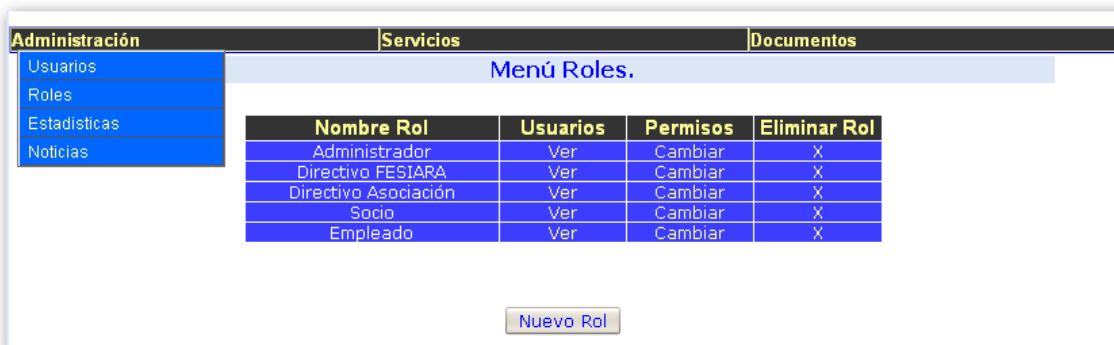 Administración Servicios Documentos
Usuarios
Roles
Estadisticas
Noticias
Menú Roles.
Nombre Rol Usuarios Permisos Eliminar Rol
Administrador Ver Cambiar X
Directivo FESIARA Ver Cambiar X
Directivo Asociación Ver Cambiar X
Socio Ver Cambiar X
Empleado Ver Cambiar X
Nuevo Rol